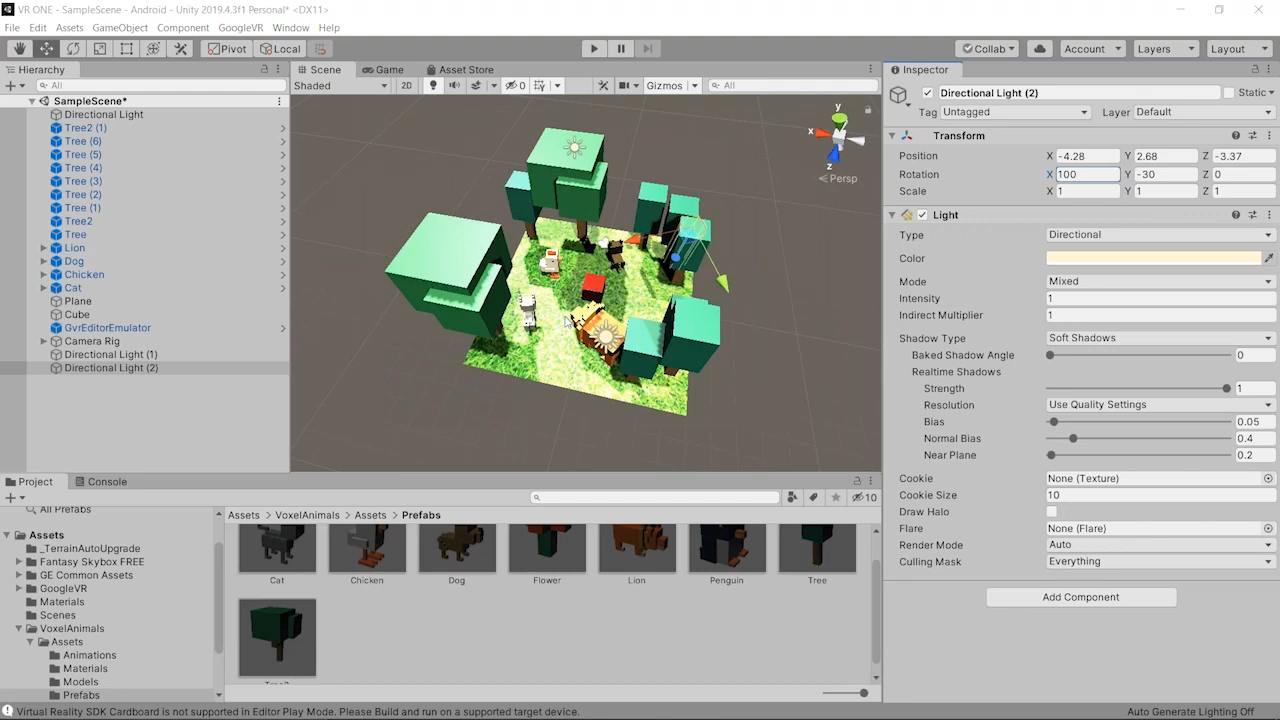 VR ONE - SampleScene - Android - Unity 2019.4.3f1 Personal* <DX11>
File Edit Assets GameObject Component GoogleVR Window Help
Pivot Local Collab Account Layers Layout
Hierarchy
All
SampleScene*
Directional Light
Tree2 (1)
Tree (6)
Tree (5)
Tree (4)
Tree (3)
Tree (2)
Tree (1)
Tree2
Tree
Lion
Dog
Chicken
Cat
Plane
Cube
GvrEditorEmulator
Camera Rig
Directional Light (1)
Directional Light (2)
Scene Game Asset Store
Shaded 2D 0 Gizmos All
y
x
z
Persp
Inspector
Directional Light (2) Static
Tag Untagged Layer Default
Transform
Position X -4.28 Y 2.68 Z -3.37
Rotation X 100 Y -30 Z 0
Scale X 1 Y 1 Z 1
Light
Type Directional
Color
Mode Mixed
Intensity 1
Indirect Multiplier 1
Shadow Type Soft Shadows
Baked Shadow Angle 0
Realtime Shadows
Strength 1
Resolution Use Quality Settings
Bias 0.05
Normal Bias 0.4
Near Plane 0.2
Cookie None (Texture)
Cookie Size 10
Draw Halo
Flare None (Flare)
Render Mode Auto
Culling Mask Everything
Add Component
Project Console
10
All Prefabs
Assets
_TerrainAutoUpgrade
Fantasy Skybox FREE
GE Common Assets
GoogleVR
Materials
Scenes
VoxelAnimals
Assets
Animations
Materials
Models
Prefabs
Assets > VoxelAnimals > Assets > Prefabs
Cat Chicken Dog Flower Lion Penguin Tree
Virtual Reality SDK Cardboard is not supported in Editor Play Mode. Please Build and run on a supported target device.
Auto Generate Lighting Off